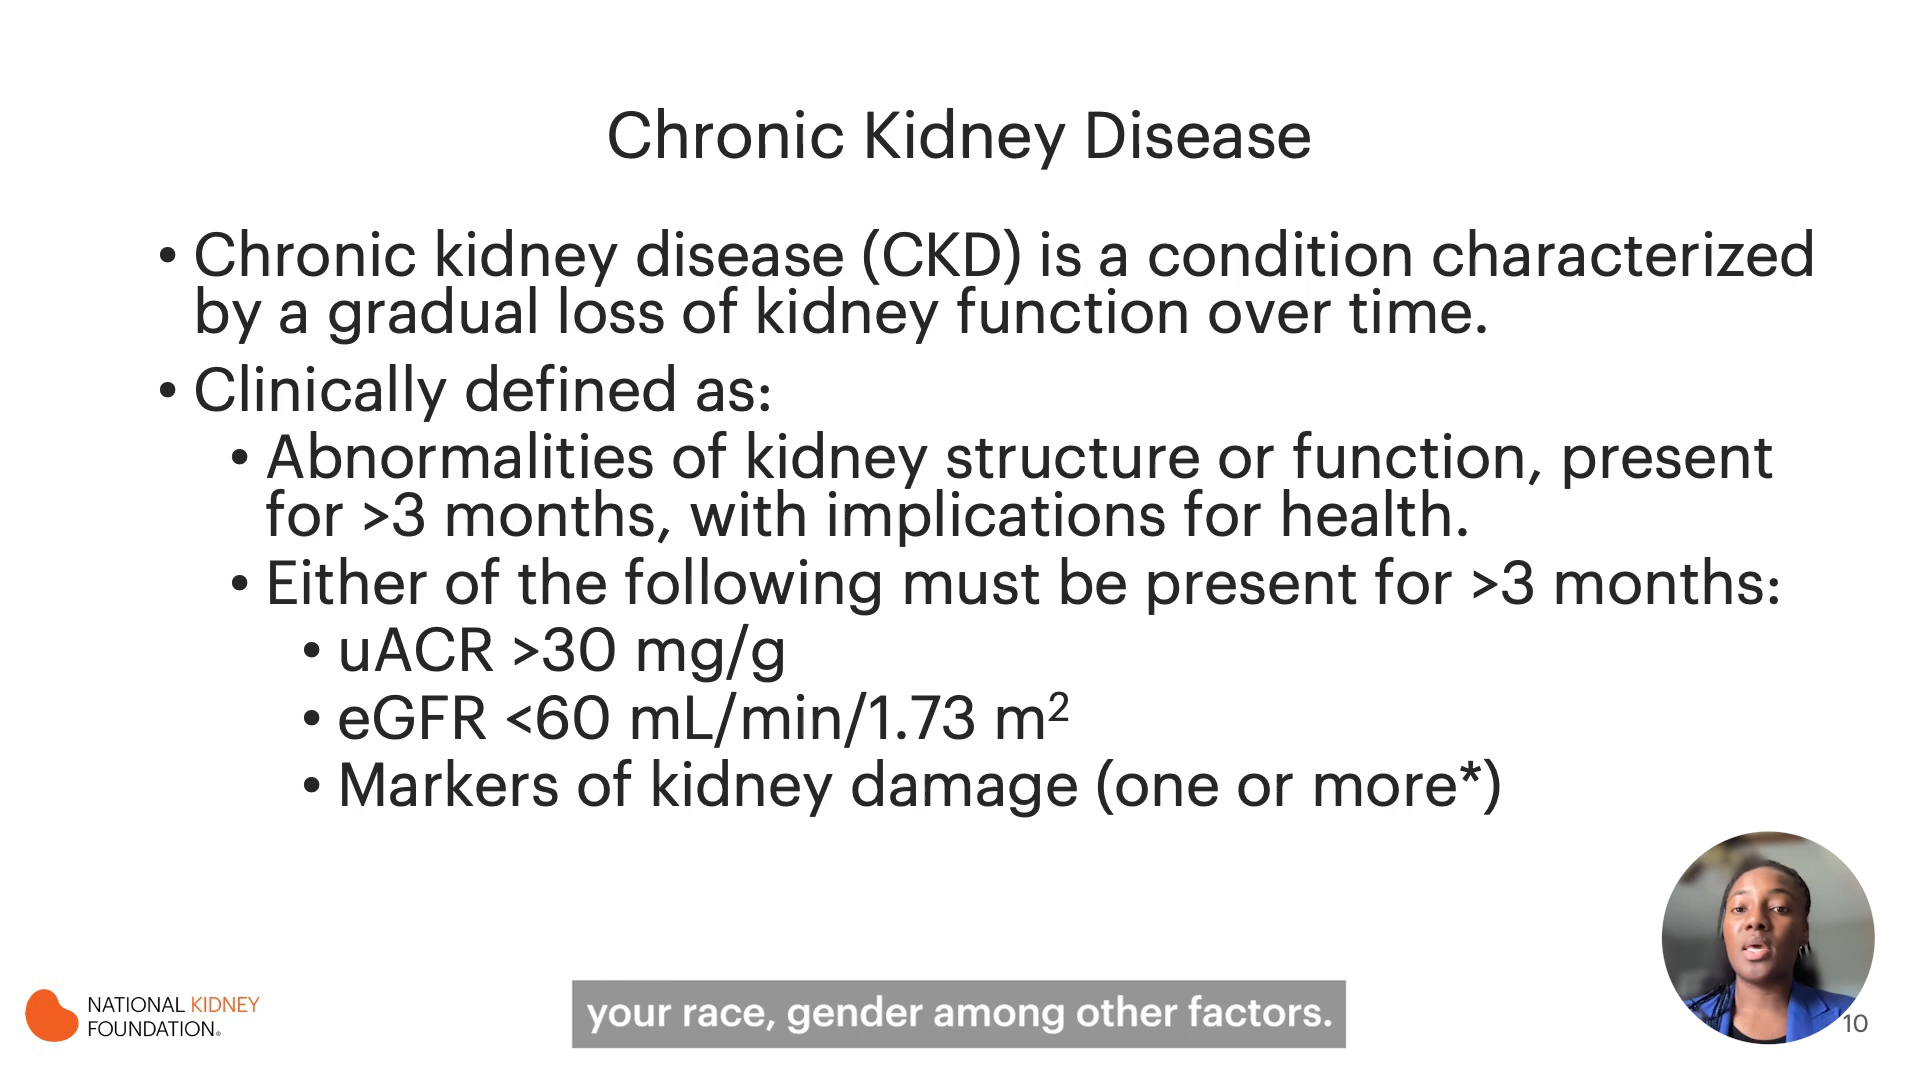 Chronic Kidney Disease
• Chronic kidney disease (CKD) is a condition characterized
by a gradual loss of kidney function over time.
• Clinically defined as:
• Abnormalities of kidney structure or function, present
for >3 months, with implications for health.
• Either of the following must be present for >3 months:
• uACR >30 mg/g
• eGFR <60 mL/min/1.73 m²
• Markers of kidney damage (one or more*)
NATIONAL KIDNEY
FOUNDATION®
your race, gender among other factors.
10